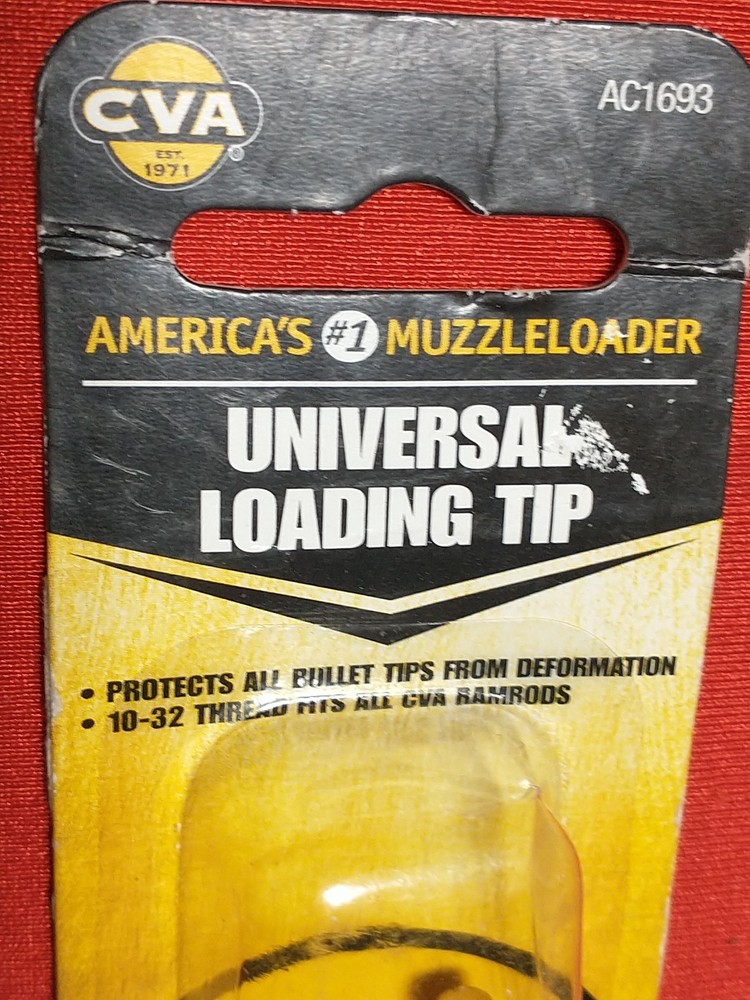 CVA
EST.
1971
®
AC1693
AMERICA'S #1 MUZZLELOADER
UNIVERSAL
LOADING TIP
• PROTECTS ALL BULLET TIPS FROM DEFORMATION
• 10-32 THREAD FITS ALL CVA RAMRODS